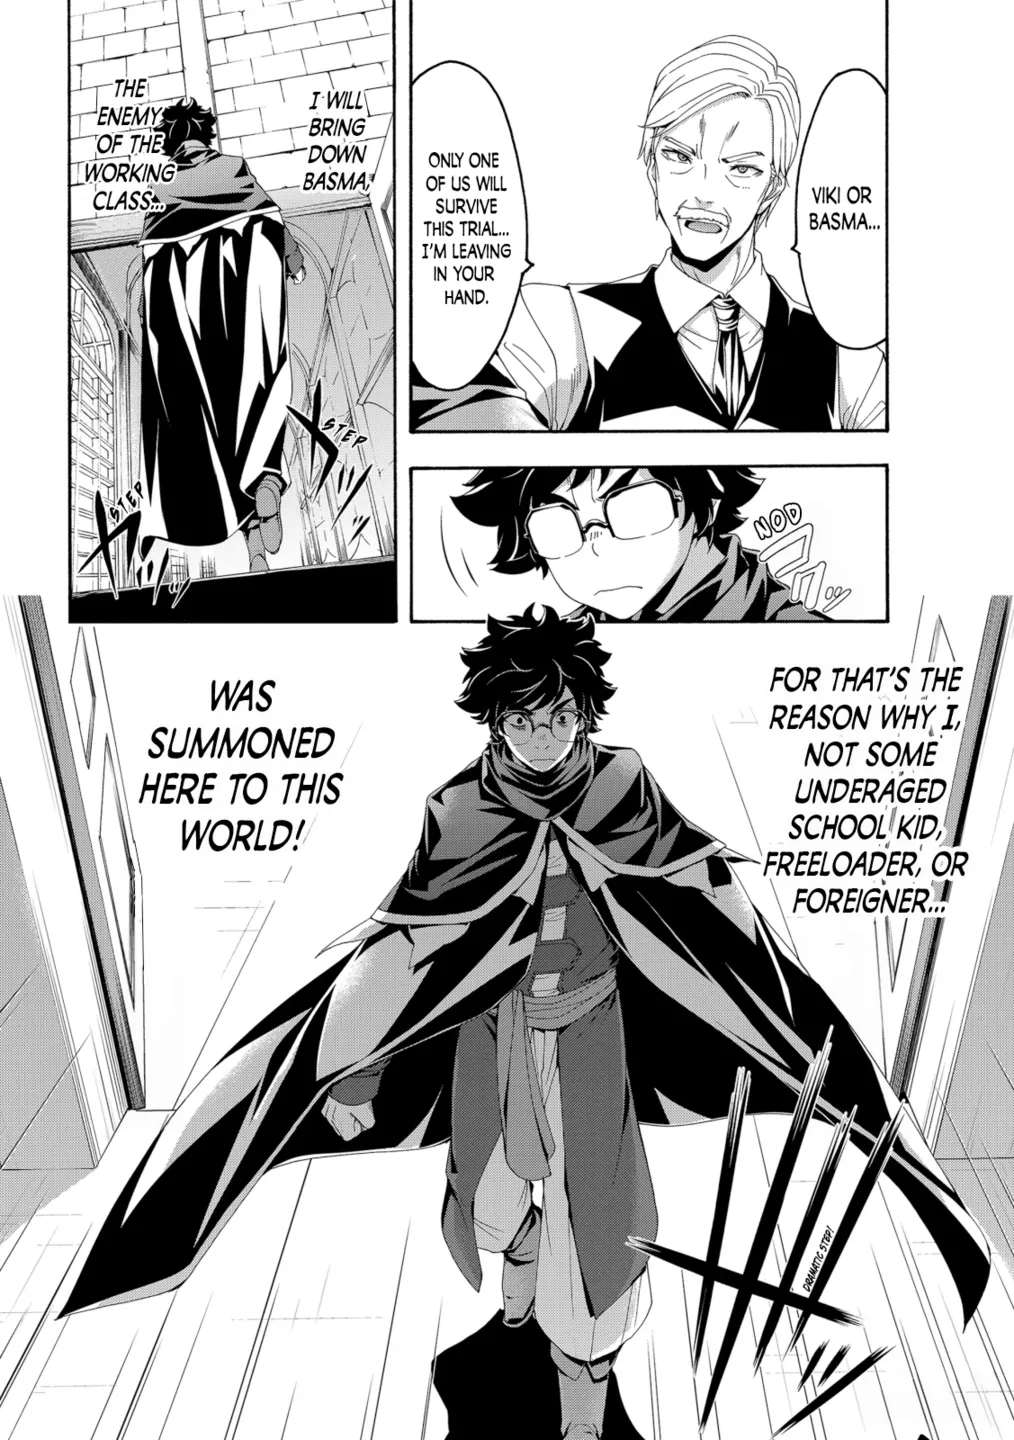 VIKI OR
BASMA...
ONLY ONE
OF US WILL
SURVIVE
THIS TRIAL...
I'M LEAVING
IN YOUR
HAND.
NOD
I WILL
BRING
DOWN
BASMA,
THE
ENEMY
OF THE
WORKING
CLASS...
STEP
STEP
FOR THAT'S THE
REASON WHY I,
NOT SOME
UNDERAGED
SCHOOL KID,
FREELOADER, OR
FOREIGNER...
WAS
SUMMONED
HERE TO THIS
WORLD!
DRAMATIC STEP!